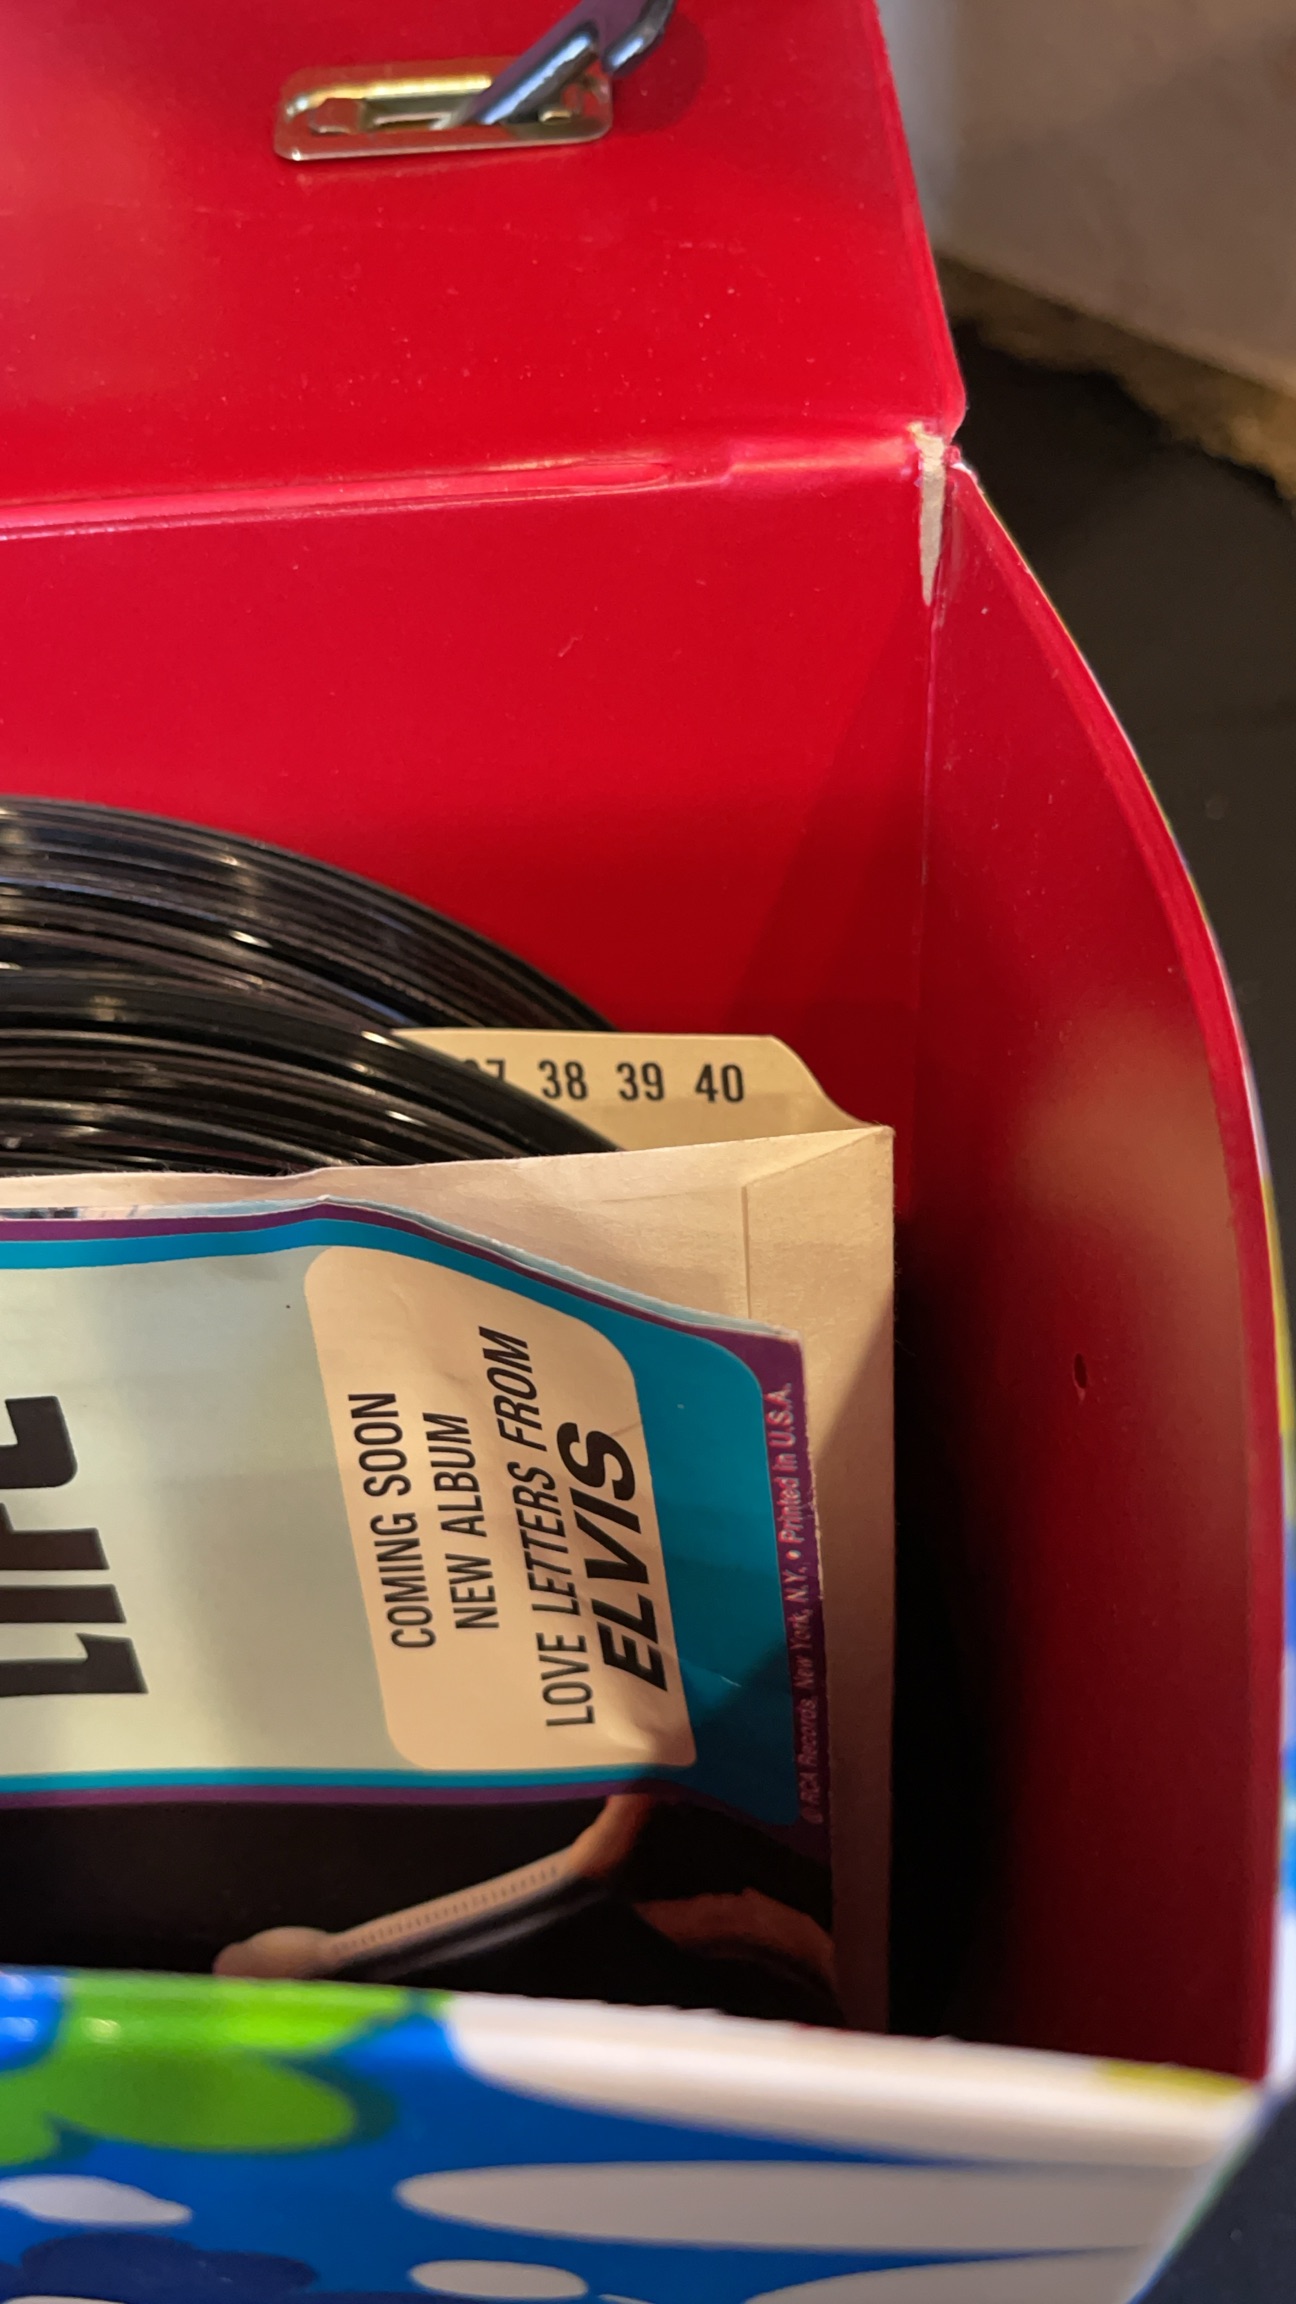 38 39 40
LIFE
COMING SOON
NEW ALBUM
LOVE LETTERS FROM
ELVIS
© RCA Records, New York, N.Y. • Printed in U.S.A.